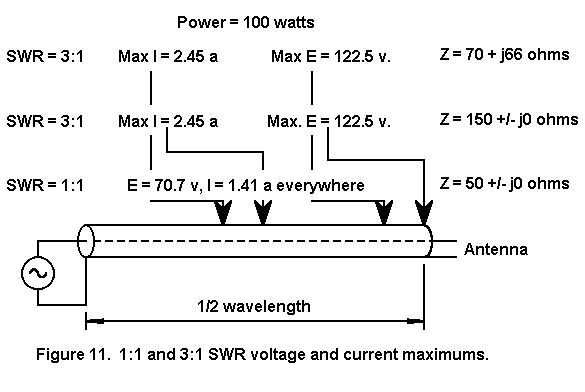 Power = 100 watts
SWR = 3:1 Max I = 2.45 a Max E = 122.5 v. Z = 70 + j66 ohms
SWR = 3:1 Max I = 2.45 a Max. E = 122.5 v. Z = 150 +/- j0 ohms
SWR = 1:1 E = 70.7 v, I = 1.41 a everywhere Z = 50 +/- j0 ohms
Antenna
1/2 wavelength
Figure 11. 1:1 and 3:1 SWR voltage and current maximums.